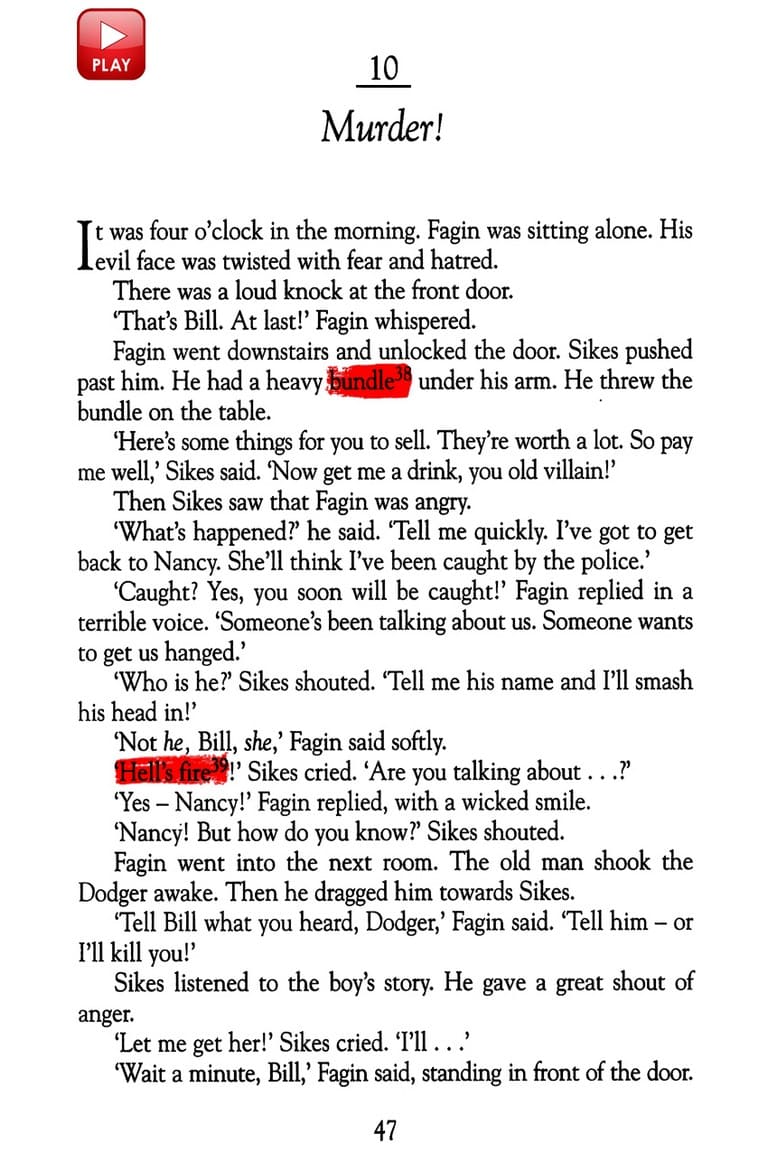 PLAY
10
Murder!
It was four o’clock in the morning. Fagin was sitting alone. His
evil face was twisted with fear and hatred.
There was a loud knock at the front door.
‘That’s Bill. At last!’ Fagin whispered.
Fagin went downstairs and unlocked the door. Sikes pushed
past him. He had a heavy bundle³⁸ under his arm. He threw the
bundle on the table.
‘Here’s some things for you to sell. They’re worth a lot. So pay
me well,’ Sikes said. ‘Now get me a drink, you old villain!’
Then Sikes saw that Fagin was angry.
‘What’s happened?’ he said. ‘Tell me quickly. I’ve got to get
back to Nancy. She’ll think I’ve been caught by the police.’
‘Caught? Yes, you soon will be caught!’ Fagin replied in a
terrible voice. ‘Someone’s been talking about us. Someone wants
to get us hanged.’
‘Who is he?’ Sikes shouted. ‘Tell me his name and I’ll smash
his head in!’
‘Not he, Bill, she,’ Fagin said softly.
‘Hell’s fire³⁹!’ Sikes cried. ‘Are you talking about . . .?’
‘Yes – Nancy!’ Fagin replied, with a wicked smile.
‘Nancy! But how do you know?’ Sikes shouted.
Fagin went into the next room. The old man shook the
Dodger awake. Then he dragged him towards Sikes.
‘Tell Bill what you heard, Dodger,’ Fagin said. ‘Tell him – or
I’ll kill you!’
Sikes listened to the boy’s story. He gave a great shout of
anger.
‘Let me get her!’ Sikes cried. ‘I’ll . . .’
‘Wait a minute, Bill,’ Fagin said, standing in front of the door.
47